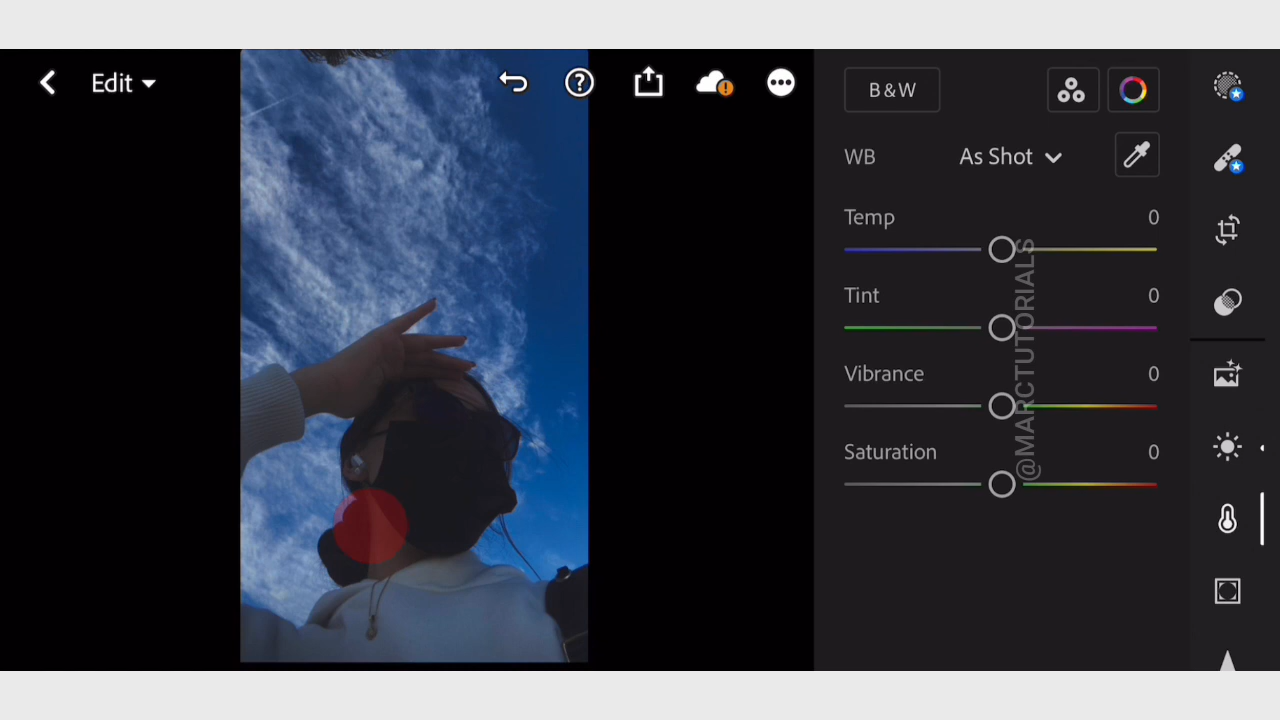 Edit
B & W
WB
As Shot
Temp
0
Tint
0
Vibrance
0
Saturation
0
@MARCTUTORIALS